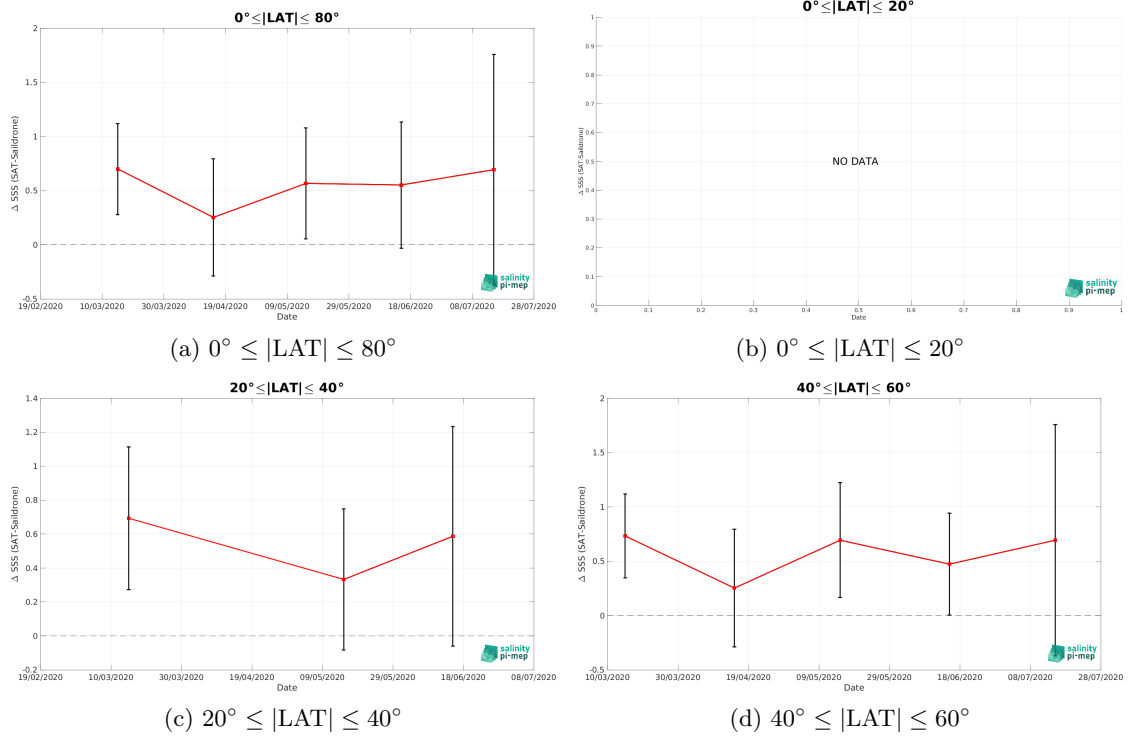 0°≤|LAT|≤ 80°
2
1.5
1
0.5
0
-0.5
Δ SSS (SAT-Saildrone)
19/02/2020 10/03/2020 30/03/2020 19/04/2020 09/05/2020 29/05/2020 18/06/2020 08/07/2020 28/07/2020
Date
salinity
pi-mep
(a) 0° ≤ |LAT| ≤ 80°
0°≤|LAT|≤ 20°
1
0.9
0.8
0.7
0.6
0.5
0.4
0.3
0.2
0.1
0
Δ SSS (SAT-Saildrone)
NO DATA
0 0.1 0.2 0.3 0.4 0.5 0.6 0.7 0.8 0.9 1
Date
salinity
pi-mep
(b) 0° ≤ |LAT| ≤ 20°
20°≤|LAT|≤ 40°
1.4
1.2
1
0.8
0.6
0.4
0.2
0
-0.2
Δ SSS (SAT-Saildrone)
19/02/2020 10/03/2020 30/03/2020 19/04/2020 09/05/2020 29/05/2020 18/06/2020 08/07/2020
Date
salinity
pi-mep
(c) 20° ≤ |LAT| ≤ 40°
40°≤|LAT|≤ 60°
2
1.5
1
0.5
0
-0.5
Δ SSS (SAT-Saildrone)
10/03/2020 30/03/2020 19/04/2020 09/05/2020 29/05/2020 18/06/2020 08/07/2020 28/07/2020
Date
salinity
pi-mep
(d) 40° ≤ |LAT| ≤ 60°